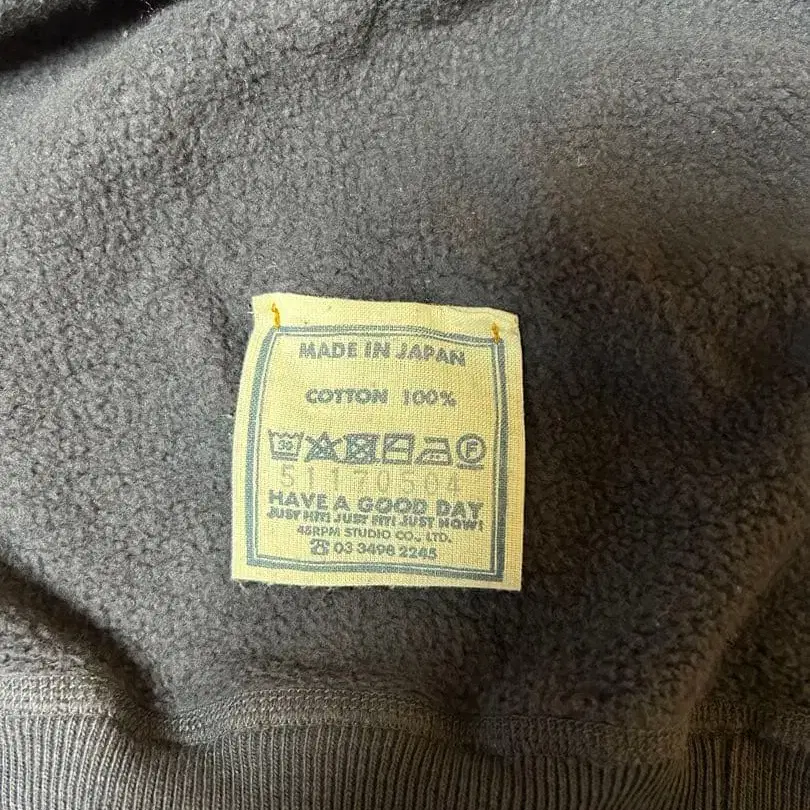 MADE IN JAPAN
COTTON 100%
30 F
51170504
HAVE A GOOD DAY
JUST HIT! JUST FIT! JUST NOW!
45RPM STUDIO CO., LTD.
☎ 03 3498 2245